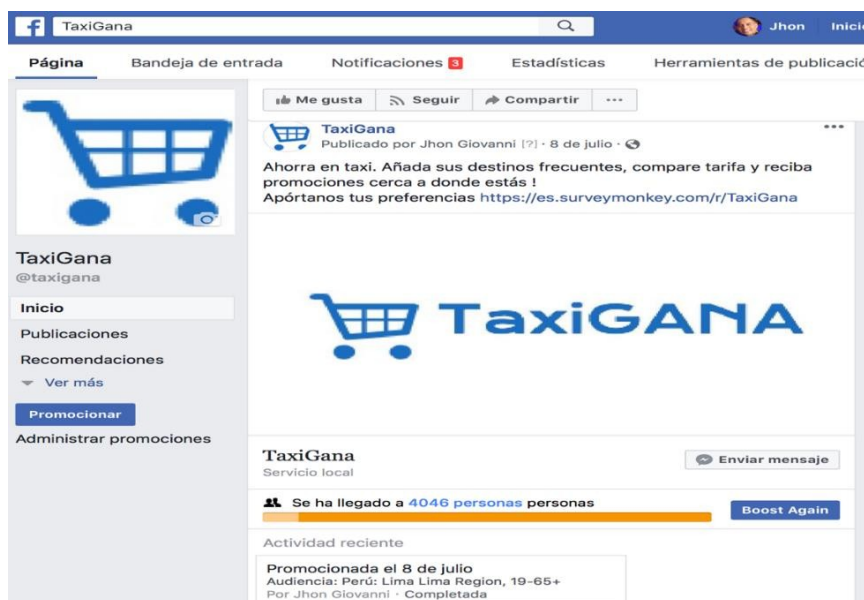 f TaxiGana Jhon Inicio
Página Bandeja de entrada Notificaciones 3 Estadísticas Herramientas de publicació
Me gusta Seguir Compartir ...
TaxiGana
Publicado por Jhon Giovanni [?] · 8 de julio ·
Ahorra en taxi. Añada sus destinos frecuentes, compare tarifa y reciba
promociones cerca a donde estás !
Apórtanos tus preferencias https://es.surveymonkey.com/r/TaxiGana
TaxiGANA
TaxiGana
@taxigana
Inicio
Publicaciones
Recomendaciones
Ver más
Promocionar
Administrar promociones
TaxiGana
Servicio local
Enviar mensaje
Se ha llegado a 4046 personas personas
Boost Again
Actividad reciente
Promocionada el 8 de julio
Audiencia: Perú: Lima Lima Region, 19-65+
Por Jhon Giovanni · Completada